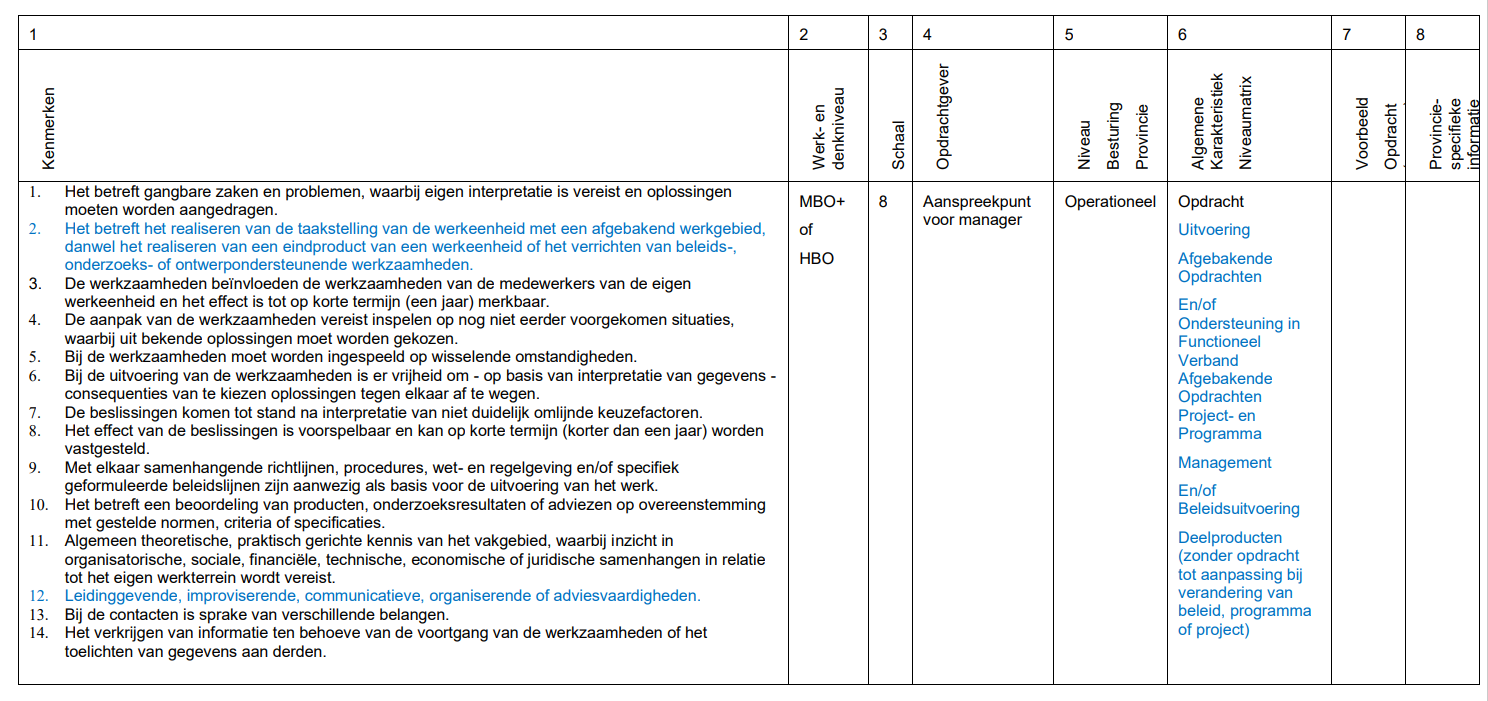 1
2
3
4
5
6
7
8
Kenmerken
Werk- en
denkniveau
Schaal
Opdrachtgever
Niveau
Besturing
Provincie
Algemene
Karakteristiek
Niveaumatrix
Voorbeeld
Opdracht
Provincie-
specifieke
informatie
1. Het betreft gangbare zaken en problemen, waarbij eigen interpretatie is vereist en oplossingen
moeten worden aangedragen.
2. Het betreft het realiseren van de taakstelling van de werkeenheid met een afgebakend werkgebied,
danwel het realiseren van een eindproduct van een werkeenheid of het verrichten van beleids-,
onderzoeks- of ontwerpondersteunende werkzaamheden.
3. De werkzaamheden beïnvloeden de werkzaamheden van de medewerkers van de eigen
werkeenheid en het effect is tot op korte termijn (een jaar) merkbaar.
4. De aanpak van de werkzaamheden vereist inspelen op nog niet eerder voorgekomen situaties,
waarbij uit bekende oplossingen moet worden gekozen.
5. Bij de werkzaamheden moet worden ingespeeld op wisselende omstandigheden.
6. Bij de uitvoering van de werkzaamheden is er vrijheid om - op basis van interpretatie van gegevens -
consequenties van te kiezen oplossingen tegen elkaar af te wegen.
7. De beslissingen komen tot stand na interpretatie van niet duidelijk omlijnde keuzefactoren.
8. Het effect van de beslissingen is voorspelbaar en kan op korte termijn (korter dan een jaar) worden
vastgesteld.
9. Met elkaar samenhangende richtlijnen, procedures, wet- en regelgeving en/of specifiek
geformuleerde beleidslijnen zijn aanwezig als basis voor de uitvoering van het werk.
10. Het betreft een beoordeling van producten, onderzoeksresultaten of adviezen op overeenstemming
met gestelde normen, criteria of specificaties.
11. Algemeen theoretische, praktisch gerichte kennis van het vakgebied, waarbij inzicht in
organisatorische, sociale, financiële, technische, economische of juridische samenhangen in relatie
tot het eigen werkterrein wordt vereist.
12. Leidinggevende, improviserende, communicatieve, organiserende of adviesvaardigheden.
13. Bij de contacten is sprake van verschillende belangen.
14. Het verkrijgen van informatie ten behoeve van de voortgang van de werkzaamheden of het
toelichten van gegevens aan derden.
MBO+
of
HBO
8
Aanspreekpunt
voor manager
Operationeel
Opdracht
Uitvoering
Afgebakende
Opdrachten
En/of
Ondersteuning in
Functioneel
Verband
Afgebakende
Opdrachten
Project- en
Programma
Management
En/of
Beleidsuitvoering
Deelproducten
(zonder opdracht
tot aanpassing bij
verandering van
beleid, programma
of project)